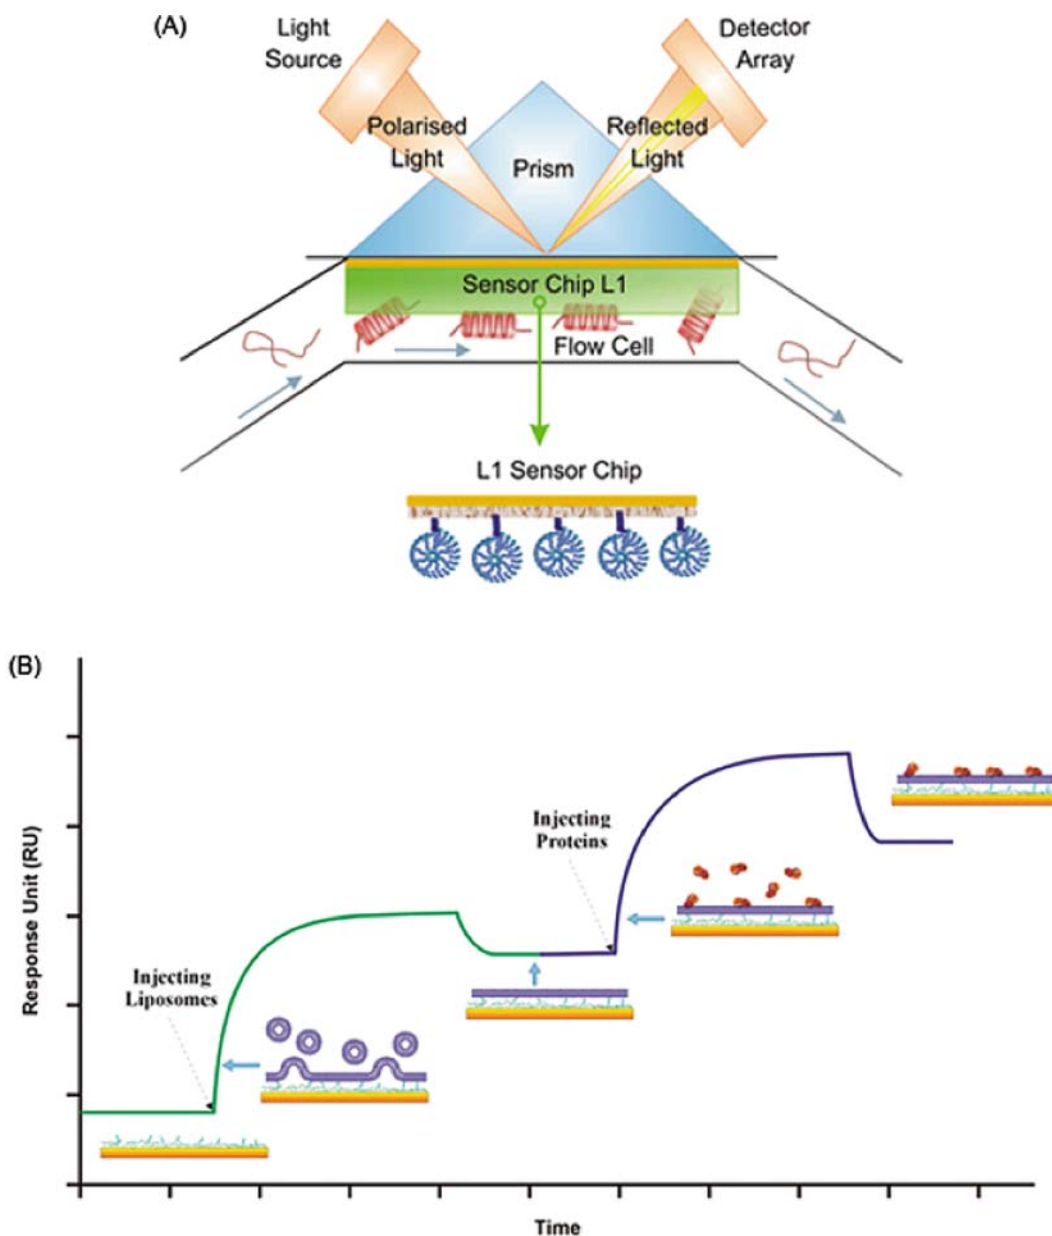 (A)
Light
Source
Detector
Array
Polarised
Light
Reflected
Light
Prism
Sensor Chip L1
Flow Cell
L1 Sensor Chip
(B)
Response Unit (RU)
Injecting
Liposomes
Injecting
Proteins
Time